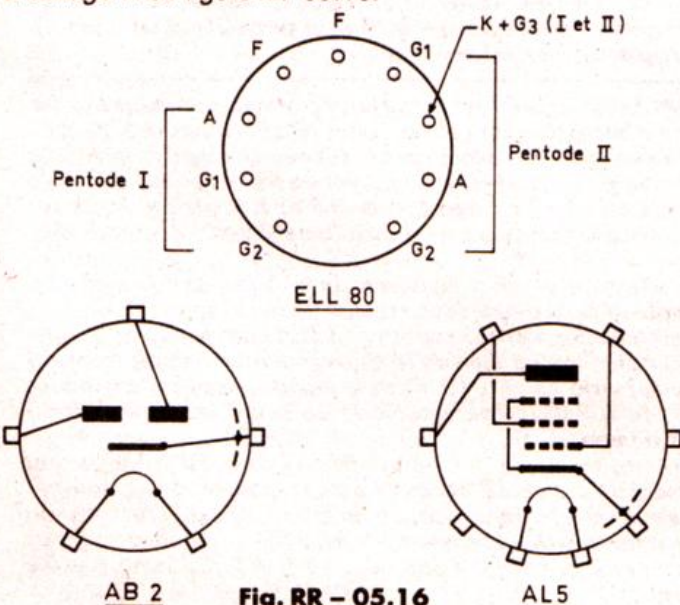 F
F
G1
K+G3 (I et II)
A
Pentode I
G1
Pentode II
A
G2
G2
ELL 80
AB 2
Fig. RR – 05.16
AL5